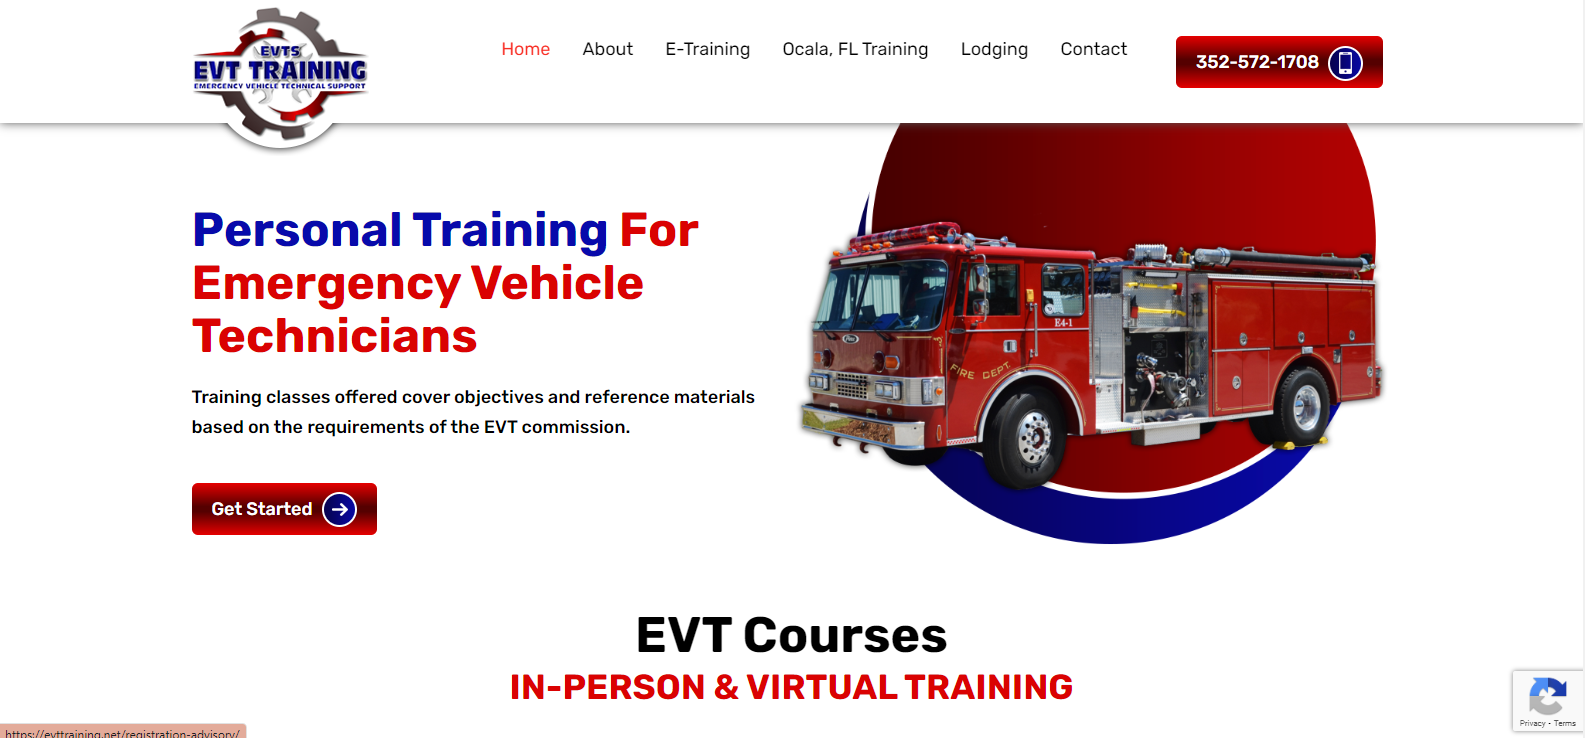 EVTS
EVT TRAINING
EMERGENCY VEHICLE TECHNICAL SUPPORT
Home
About
E-Training
Ocala, FL Training
Lodging
Contact
352-572-1708
Personal Training For
Emergency Vehicle
Technicians
Training classes offered cover objectives and reference materials
based on the requirements of the EVT commission.
Get Started
E4-1
FIRE DEPT.
EVT Courses
IN-PERSON & VIRTUAL TRAINING
Privacy - Terms
https://evttraining.net/registration-advisory/